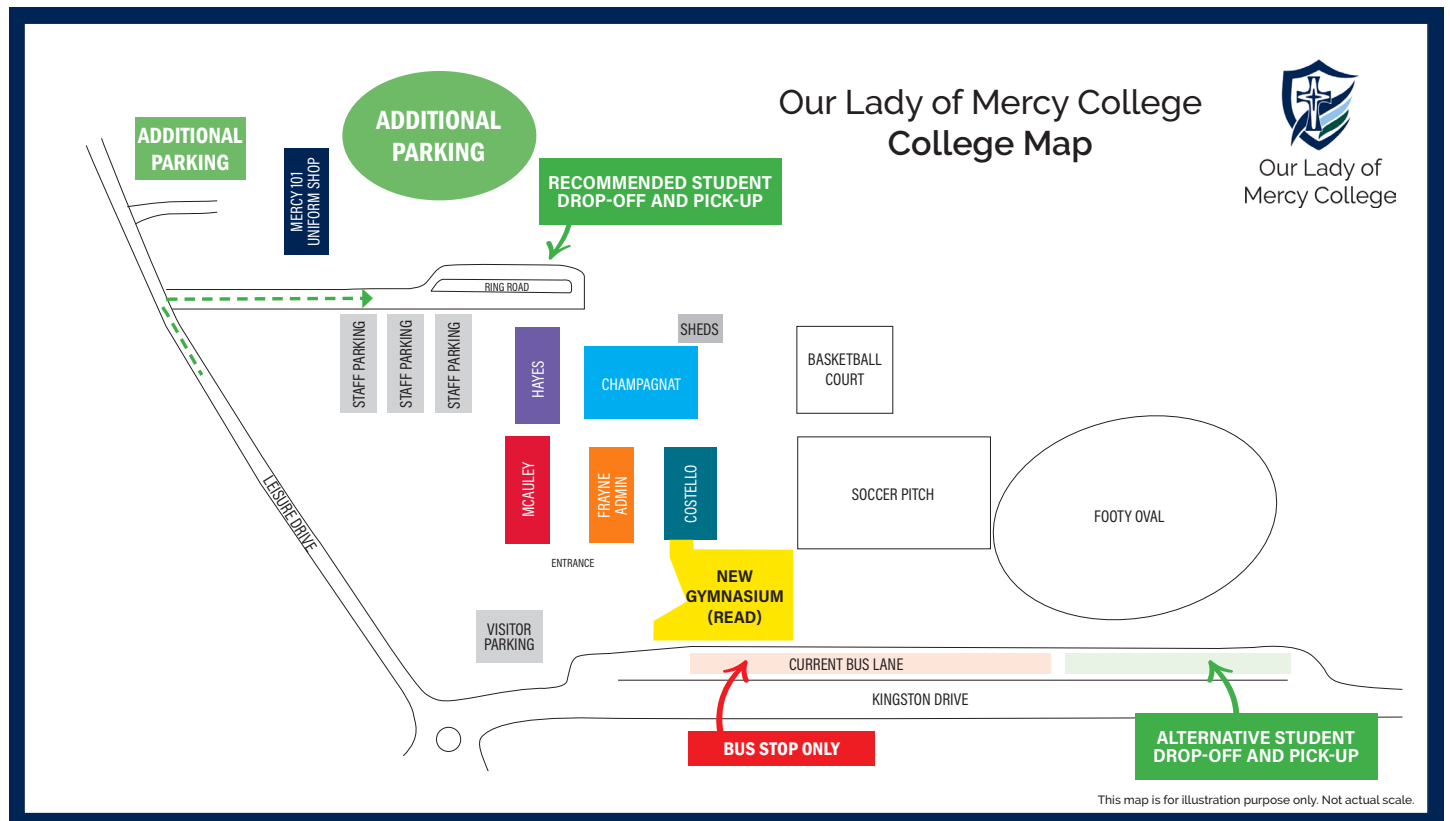 Our Lady of Mercy College
College Map
Our Lady of
Mercy College
ADDITIONAL
PARKING
ADDITIONAL
PARKING
MERCY 101
UNIFORM SHOP
RECOMMENDED STUDENT
DROP-OFF AND PICK-UP
RING ROAD
STAFF PARKING
STAFF PARKING
STAFF PARKING
HAYES
CHAMPAGNAT
SHEDS
BASKETBALL
COURT
MCAULEY
FRAYNE
ADMIN
COSTELLO
SOCCER PITCH
FOOTY OVAL
LEISURE DRIVE
ENTRANCE
NEW
GYMNASIUM
(READ)
VISITOR
PARKING
CURRENT BUS LANE
KINGSTON DRIVE
BUS STOP ONLY
ALTERNATIVE STUDENT
DROP-OFF AND PICK-UP
This map is for illustration purpose only. Not actual scale.